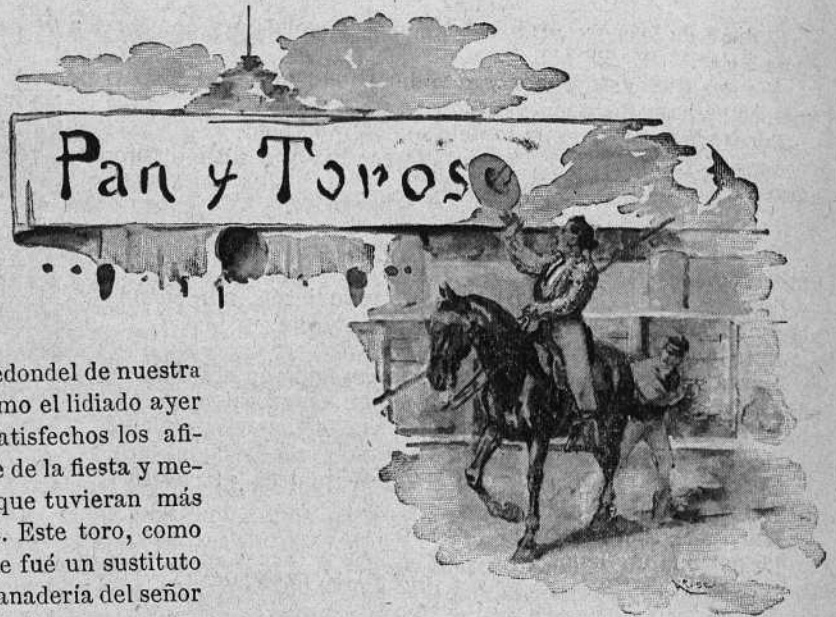 Pan y Toros
edondel de nuestra
mo el lidiado ayer
atisfechos los afi-
e de la fiesta y me-
que tuvieran más
. Este toro, como
e fué un sustituto
anadería del señor